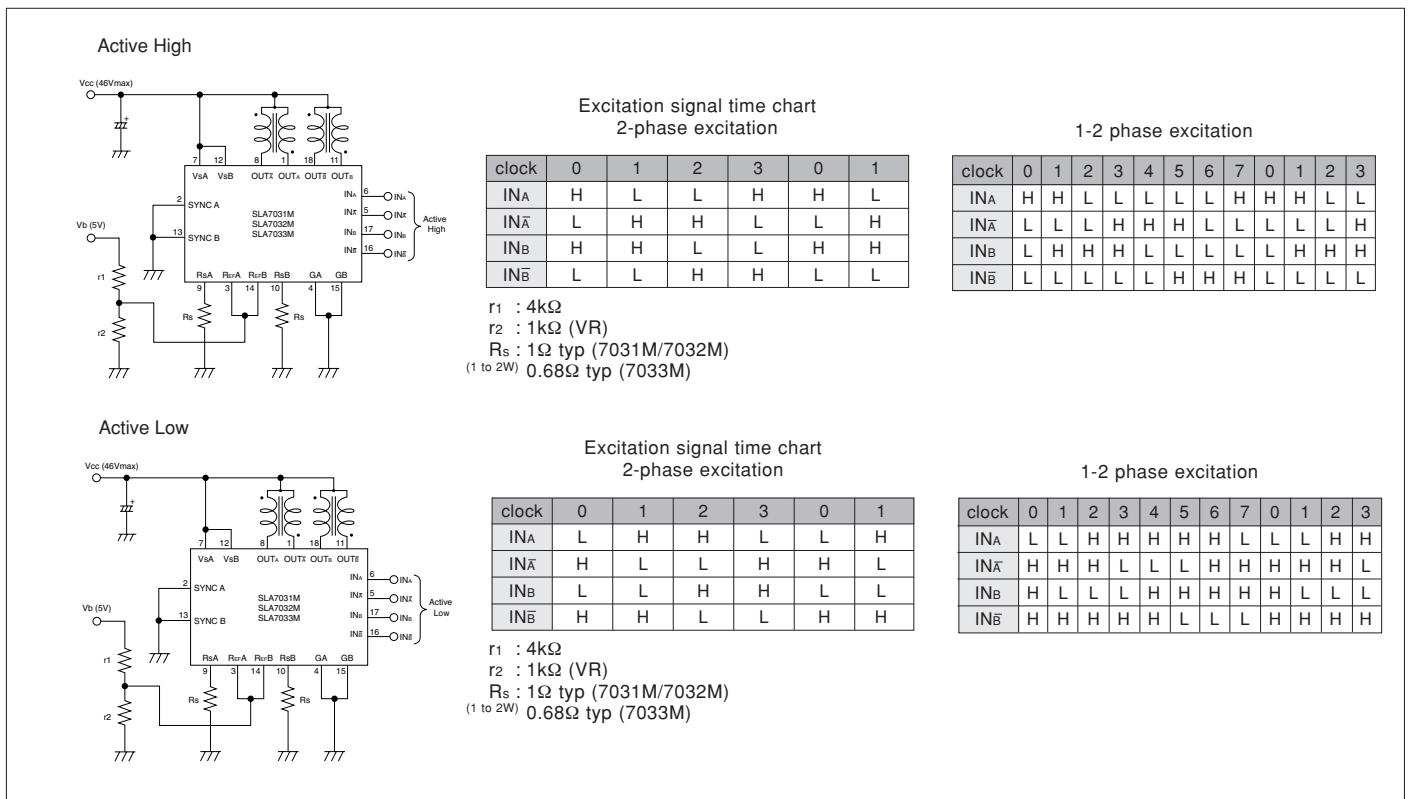 Active High
Vcc (46Vmax)
7 12 8 1 18 11
VsA VsB OUTA̅ OUTA OUTB̅ OUTB
2 SYNC A
13 SYNC B
SLA7031M
SLA7032M
SLA7033M
INA 6 INA
INA̅ 5 INA̅
INB 17 INB
INB̅ 16 INB̅
Active
High
Vb (5V)
r1
r2
RsA REFA REFB RsB GA GB
9 3 14 10 4 15
Rs Rs
Excitation signal time chart
2-phase excitation
clock 0 1 2 3 0 1
INA H L L H H L
INA̅ L H H L L H
INB H H L L H H
INB̅ L L H H L L
r1 : 4kΩ
r2 : 1kΩ (VR)
Rs : 1Ω typ (7031M/7032M)
(1 to 2W) 0.68Ω typ (7033M)
1-2 phase excitation
clock 0 1 2 3 4 5 6 7 0 1 2 3
INA H H L L L L L H H H L L
INA̅ L L L H H H L L L L L H
INB L H H H L L L L L H H H
INB̅ L L L L L H H H L L L L
Active Low
Vcc (46Vmax)
7 12 8 1 18 11
VsA VsB OUTA OUTA̅ OUTB OUTB̅
2 SYNC A
13 SYNC B
SLA7031M
SLA7032M
SLA7033M
INA 6 INA
INA̅ 5 INA̅
INB 17 INB
INB̅ 16 INB̅
Active
Low
Vb (5V)
r1
r2
RsA REFA REFB RsB GA GB
9 3 14 10 4 15
Rs Rs
Excitation signal time chart
2-phase excitation
clock 0 1 2 3 0 1
INA L H H L L H
INA̅ H L L H H L
INB L L H H L L
INB̅ H H L L H H
r1 : 4kΩ
r2 : 1kΩ (VR)
Rs : 1Ω typ (7031M/7032M)
(1 to 2W) 0.68Ω typ (7033M)
1-2 phase excitation
clock 0 1 2 3 4 5 6 7 0 1 2 3
INA L L H H H H H L L L H H
INA̅ H H H L L L H H H H H L
INB H L L L H H H H H L L L
INB̅ H H H H H L L L H H H H